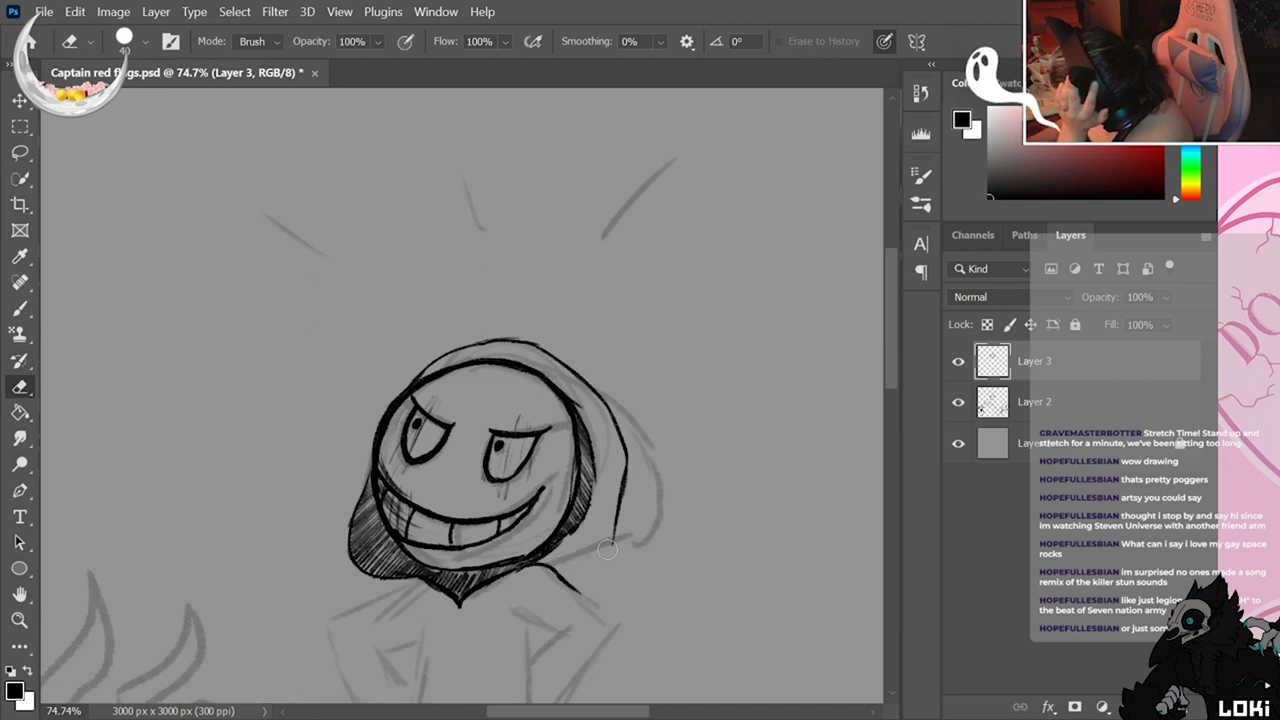 File Edit Image Layer Type Select Filter 3D View Plugins Window Help
40 Mode: Brush Opacity: 100% Flow: 100% Smoothing: 0% 0° Erase to History
Captain red flags.psd @ 74.7% (Layer 3, RGB/8) *
Channels Paths Layers
Kind
Normal Opacity: 100%
Lock: Fill: 100%
Layer 3
Layer 2
GRAVEMASTERBOTTER Stretch Time! Stand up and
stretch for a minute, we've been sitting too long.
HOPEFULLESBIAN wow drawing
HOPEFULLESBIAN thats pretty poggers
HOPEFULLESBIAN artsy you could say
HOPEFULLESBIAN thought i stop by and say hi since
im watching Steven Universe with another friend atm
HOPEFULLESBIAN What can i say i love my gay space
rocks
HOPEFULLESBIAN im surprised no ones made a song
remix of the killer stun sounds
HOPEFULLESBIAN like just legion
to
the beat of Seven nation army
HOPEFULLESBIAN or just
LOKi
74.74% 3000 px x 3000 px (300 ppi)